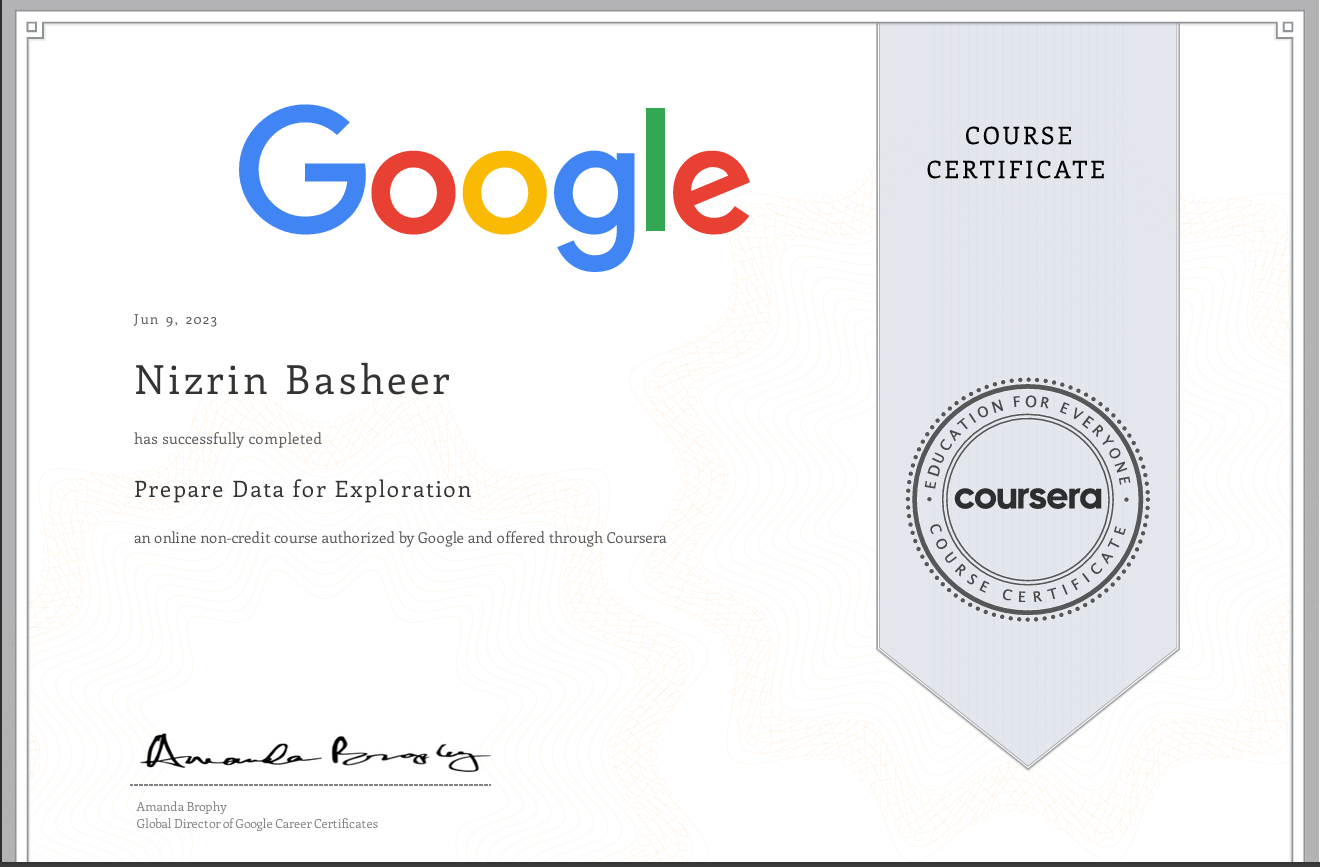 Google
COURSE
CERTIFICATE
Jun 9, 2023
Nizrin Basheer
has successfully completed
Prepare Data for Exploration
an online non-credit course authorized by Google and offered through Coursera
EDUCATION FOR EVERYONE
coursera
COURSE CERTIFICATE
Amanda Brophy
Amanda Brophy
Global Director of Google Career Certificates